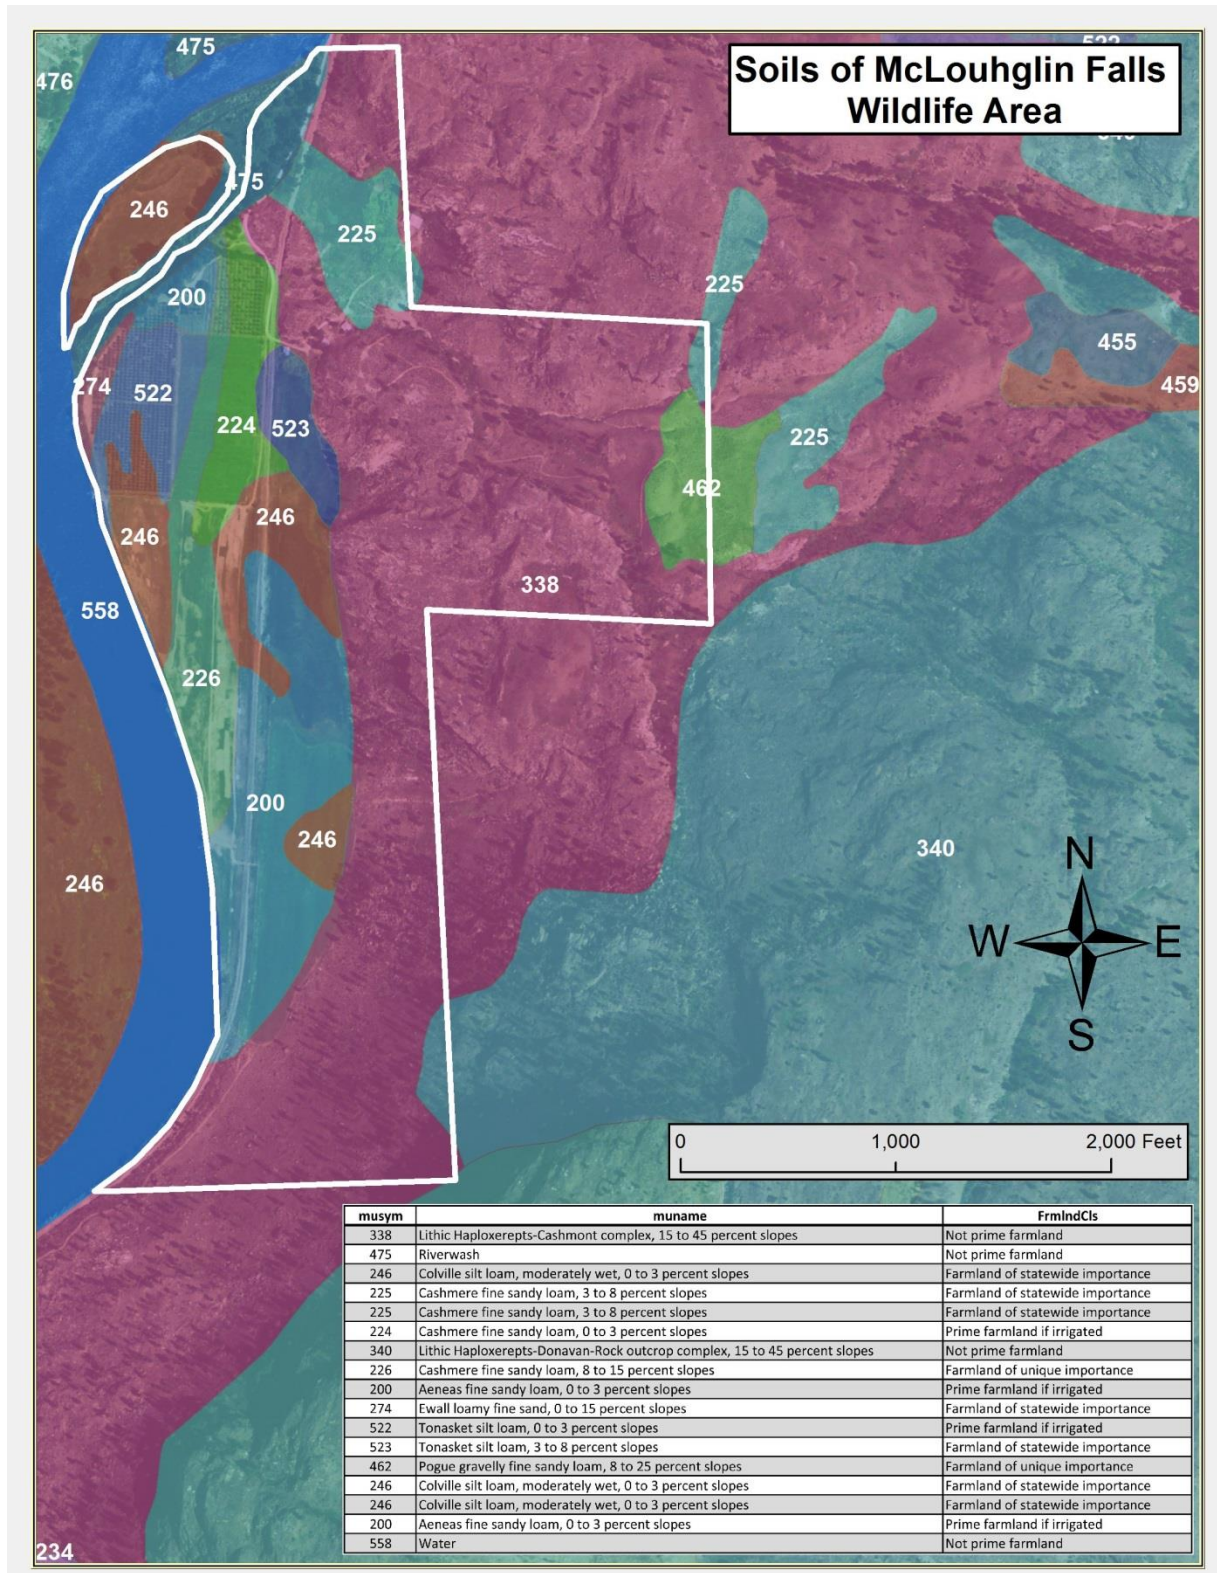 Soils of McLouhglin Falls
Wildlife Area
475
476
246
475
225
200
225
274
522
224
523
225
455
459
462
246
246
338
558
226
200
246
246
340
N
W
E
S
0 1,000 2,000 Feet
musym muname FrmlndCls
338 Lithic Haploxerepts-Cashmont complex, 15 to 45 percent slopes Not prime farmland
475 Riverwash Not prime farmland
246 Colville silt loam, moderately wet, 0 to 3 percent slopes Farmland of statewide importance
225 Cashmere fine sandy loam, 3 to 8 percent slopes Farmland of statewide importance
225 Cashmere fine sandy loam, 3 to 8 percent slopes Farmland of statewide importance
224 Cashmere fine sandy loam, 0 to 3 percent slopes Prime farmland if irrigated
340 Lithic Haploxerepts-Donavan-Rock outcrop complex, 15 to 45 percent slopes Not prime farmland
226 Cashmere fine sandy loam, 8 to 15 percent slopes Farmland of unique importance
200 Aeneas fine sandy loam, 0 to 3 percent slopes Prime farmland if irrigated
274 Ewall loamy fine sand, 0 to 15 percent slopes Farmland of statewide importance
522 Tonasket silt loam, 0 to 3 percent slopes Prime farmland if irrigated
523 Tonasket silt loam, 3 to 8 percent slopes Farmland of statewide importance
462 Pogue gravelly fine sandy loam, 8 to 25 percent slopes Farmland of unique importance
246 Colville silt loam, moderately wet, 0 to 3 percent slopes Farmland of statewide importance
246 Colville silt loam, moderately wet, 0 to 3 percent slopes Farmland of statewide importance
200 Aeneas fine sandy loam, 0 to 3 percent slopes Prime farmland if irrigated
558 Water Not prime farmland
234